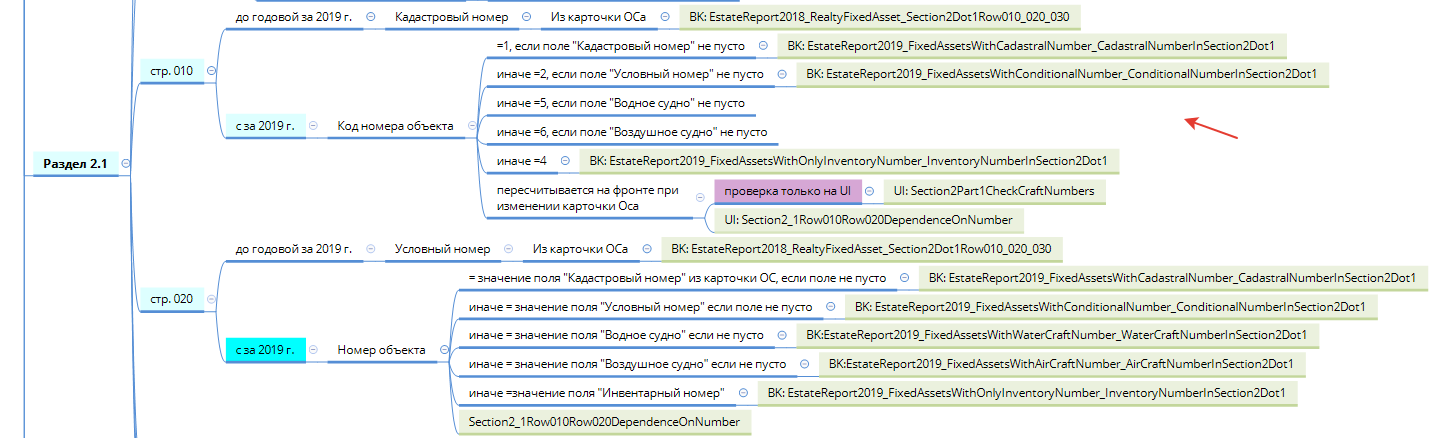 до годовой за 2019 г. Кадастровый номер Из карточки ОСа BK: EstateReport2018_RealtyFixedAsset_Section2Dot1Row010_020_030
=1, если поле "Кадастровый номер" не пусто BK: EstateReport2019_FixedAssetsWithCadastralNumber_CadastralNumberInSection2Dot1
стр. 010
иначе =2, если поле "Условный номер" не пусто BK: EstateReport2019_FixedAssetsWithConditionalNumber_ConditionalNumberInSection2Dot1
иначе =5, если поле "Водное судно" не пусто
с за 2019 г. Код номера объекта
иначе =6, если поле "Воздушное судно" не пусто
Раздел 2.1
иначе =4 BK: EstateReport2019_FixedAssetsWithOnlyInventoryNumber_InventoryNumberInSection2Dot1
пересчитывается на фронте при
изменении карточки Оса
проверка только на UI UI: Section2Part1CheckCraftNumbers
UI: Section2_1Row010Row020DependenceOnNumber
до годовой за 2019 г. Условный номер Из карточки ОСа BK: EstateReport2018_RealtyFixedAsset_Section2Dot1Row010_020_030
= значение поля "Кадастровый номер" из карточки ОС, если поле не пусто BK: EstateReport2019_FixedAssetsWithCadastralNumber_CadastralNumberInSection2Dot1
стр. 020
иначе = значение поля "Условный номер" если поле не пусто BK: EstateReport2019_FixedAssetsWithConditionalNumber_ConditionalNumberInSection2Dot1
иначе = значение поля "Водное судно" если не пусто BK:EstateReport2019_FixedAssetsWithWaterCraftNumber_WaterCraftNumberInSection2Dot1
с за 2019 г. Номер объекта
иначе = значение поля "Воздушное судно" если не пусто BK:EstateReport2019_FixedAssetsWithAirCraftNumber_AirCraftNumberInSection2Dot1
иначе =значение поля "Инвентарный номер" BK: EstateReport2019_FixedAssetsWithOnlyInventoryNumber_InventoryNumberInSection2Dot1
Section2_1Row010Row020DependenceOnNumber